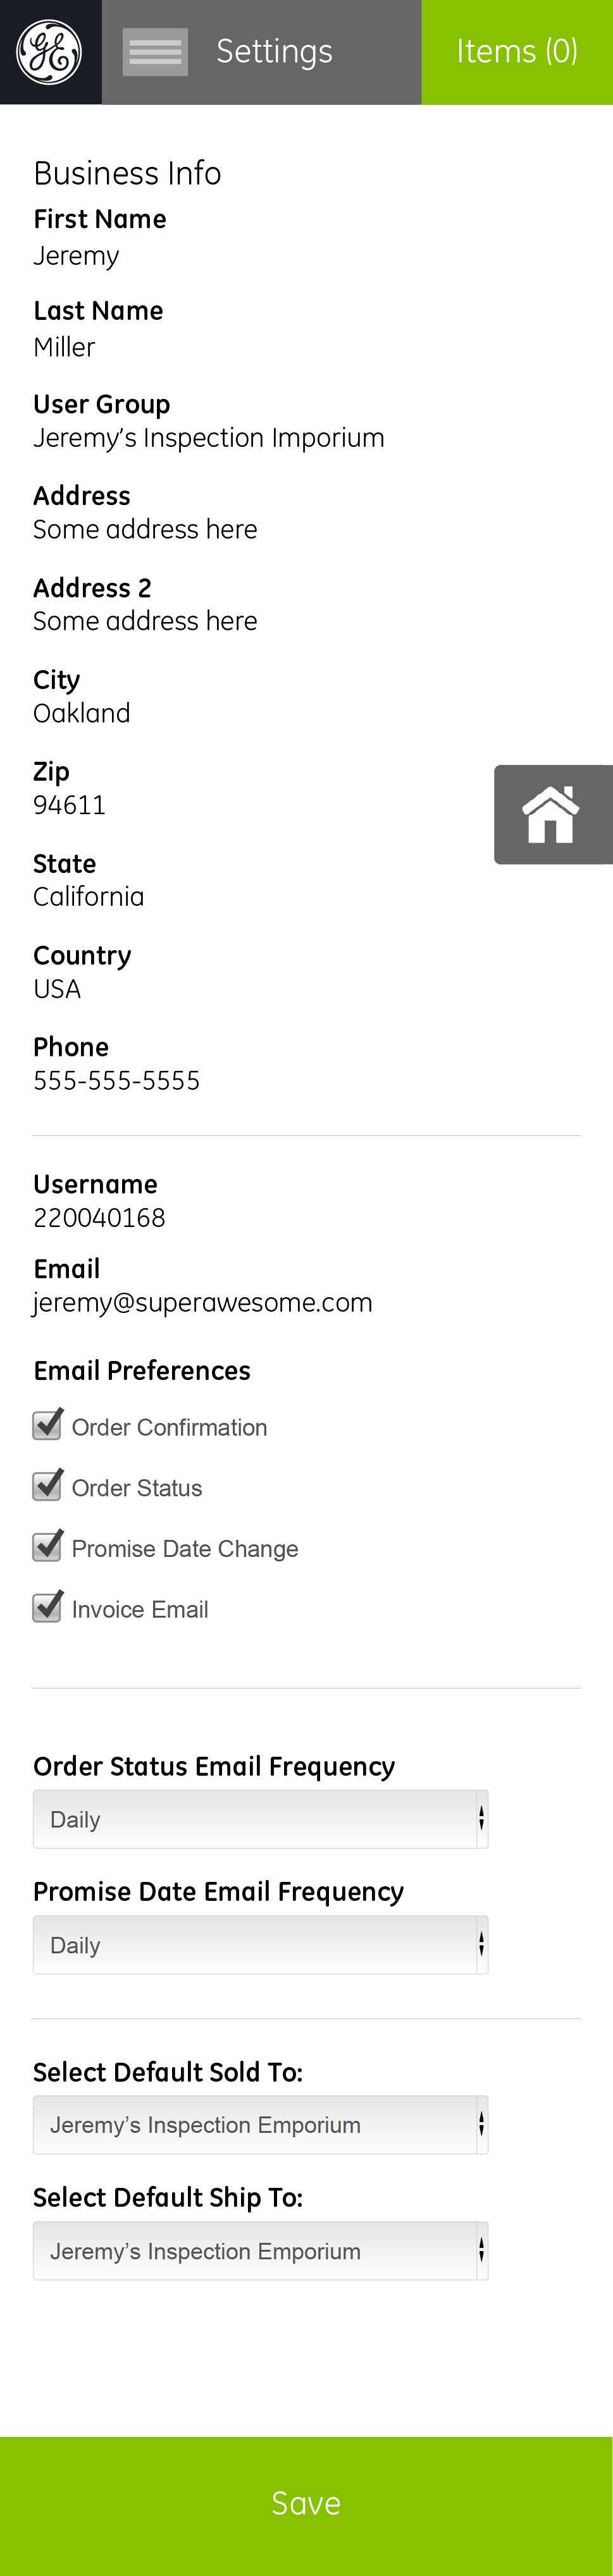 GE
Settings
Items (0)
Business Info
First Name
Jeremy
Last Name
Miller
User Group
Jeremy's Inspection Imporium
Address
Some address here
Address 2
Some address here
City
Oakland
Zip
94611
State
California
Country
USA
Phone
555-555-5555
Username
220040168
Email
jeremy@superawesome.com
Email Preferences
Order Confirmation
Order Status
Promise Date Change
Invoice Email
Order Status Email Frequency
Daily
Promise Date Email Frequency
Daily
Select Default Sold To:
Jeremy's Inspection Emporium
Select Default Ship To:
Jeremy's Inspection Emporium
Save